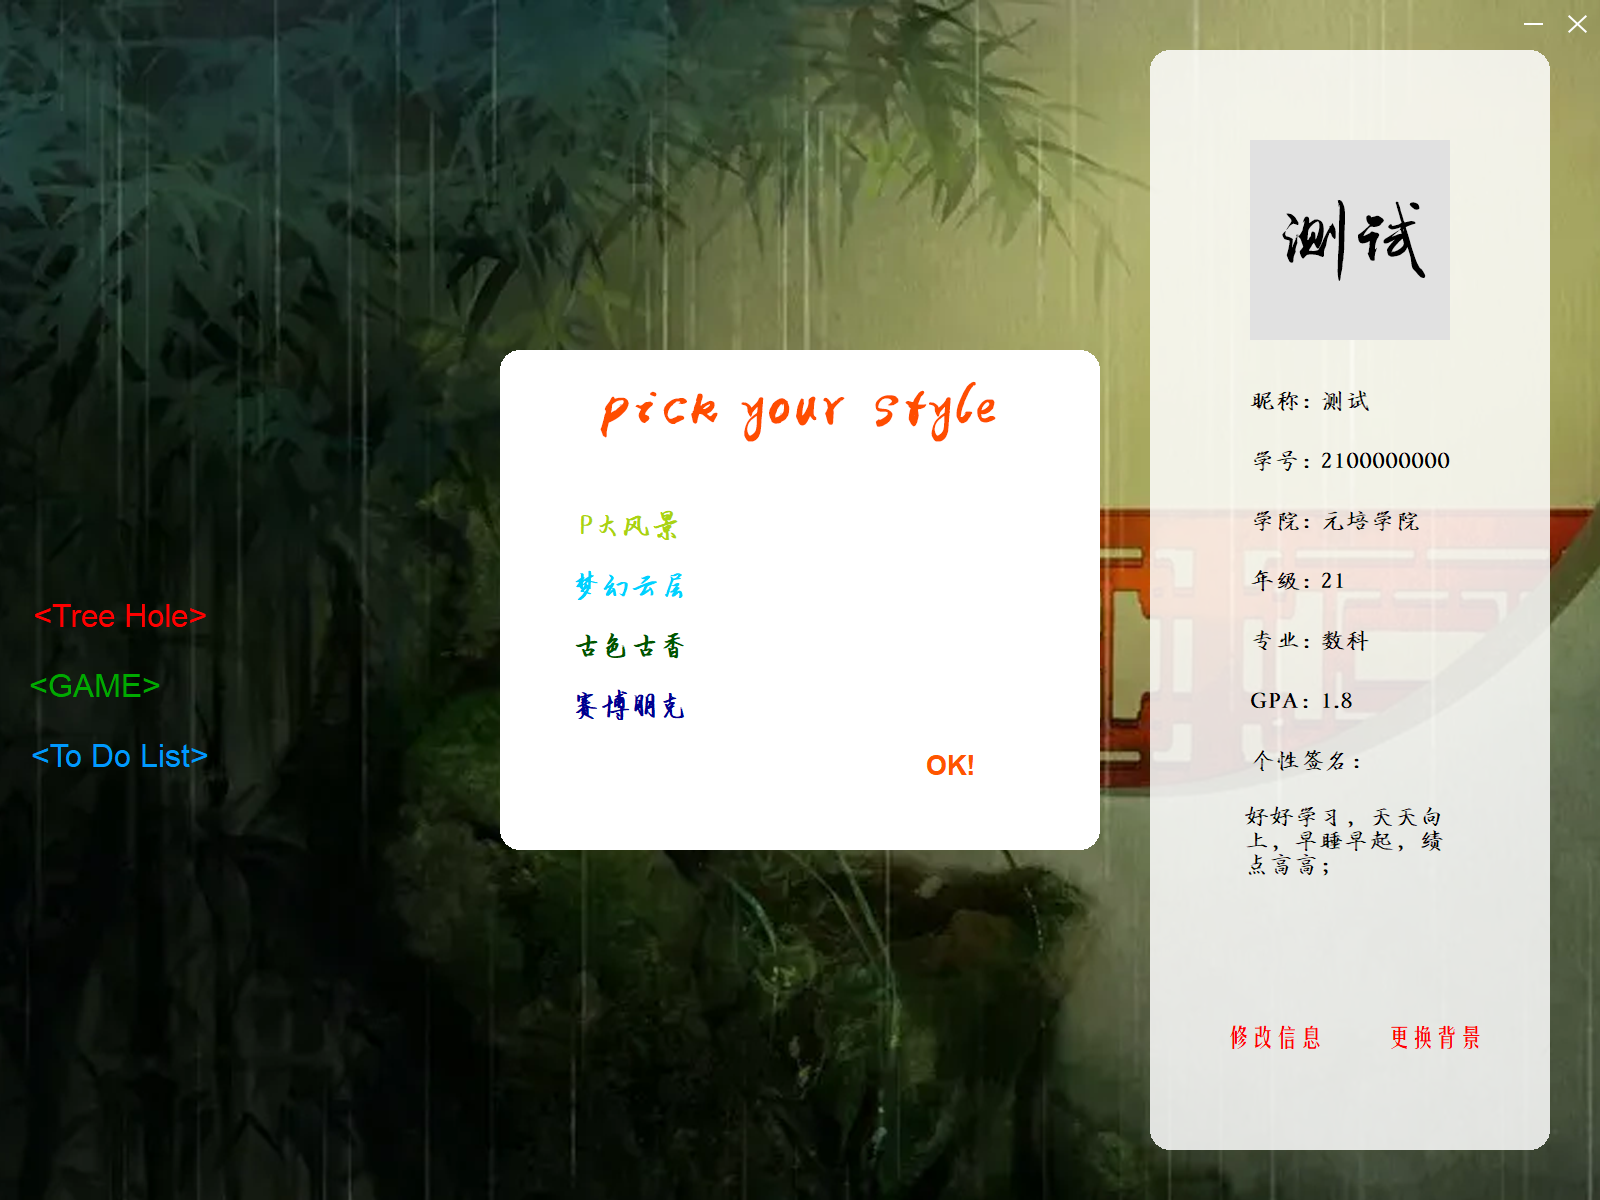 <Tree Hole>
<GAME>
<To Do List>
pick your style
P大风景
梦幻云层
古色古香
赛博朋克
OK!
测试
昵称：测试
学号：2100000000
学院：元培学院
年级：21
专业：数科
GPA：1.8
个性签名：
好好学习，天天向
上，早睡早起，绩
点高高；
修改信息
更换背景